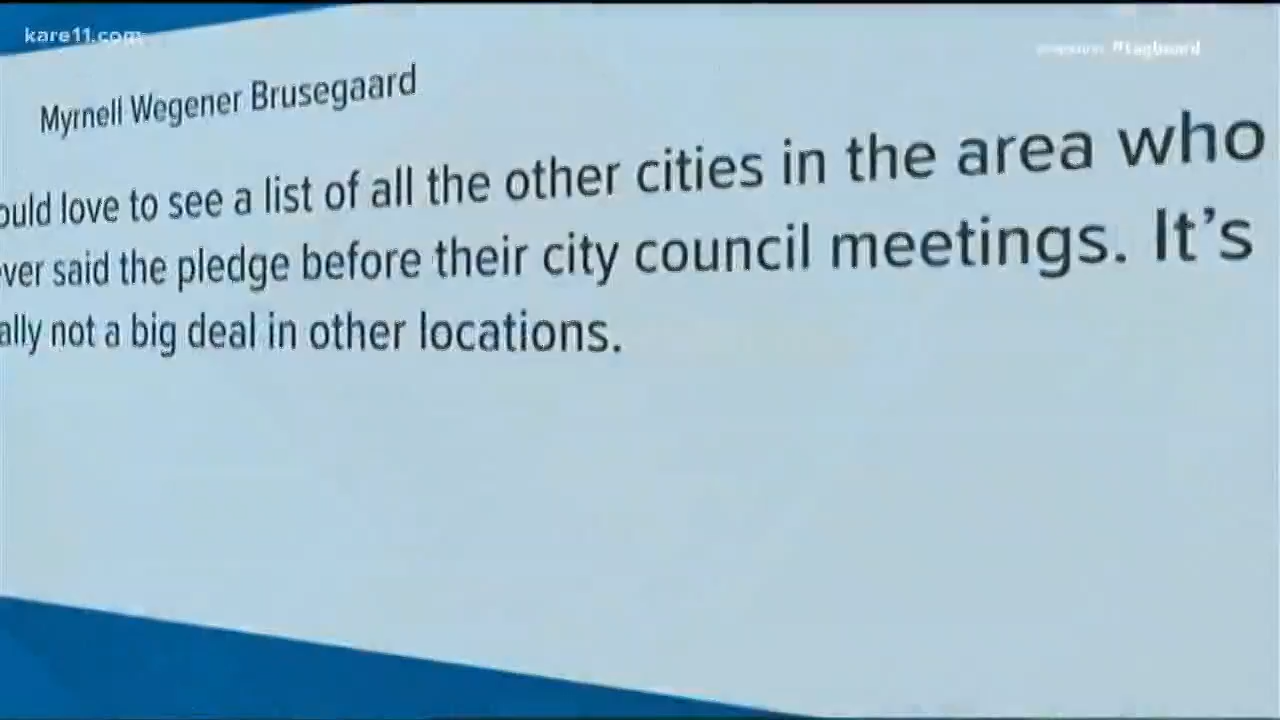 kare11.com
#tagboard
Myrnell Wegener Brusegaard
ould love to see a list of all the other cities in the area who
ver said the pledge before their city council meetings. It's
ally not a big deal in other locations.